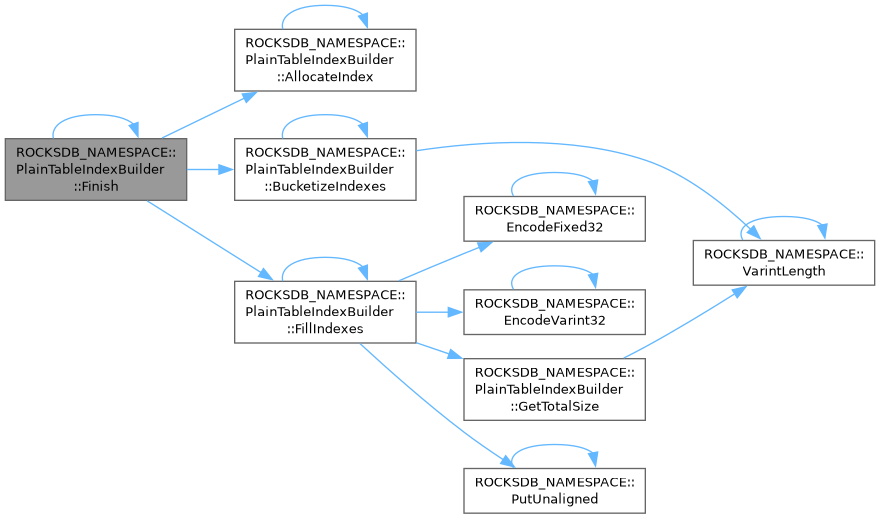 ROCKSDB_NAMESPACE::
PlainTableIndexBuilder
::AllocateIndex
ROCKSDB_NAMESPACE::
PlainTableIndexBuilder
::Finish
ROCKSDB_NAMESPACE::
PlainTableIndexBuilder
::BucketizeIndexes
ROCKSDB_NAMESPACE::
EncodeFixed32
ROCKSDB_NAMESPACE::
VarintLength
ROCKSDB_NAMESPACE::
PlainTableIndexBuilder
::FillIndexes
ROCKSDB_NAMESPACE::
EncodeVarint32
ROCKSDB_NAMESPACE::
PlainTableIndexBuilder
::GetTotalSize
ROCKSDB_NAMESPACE::
PutUnaligned